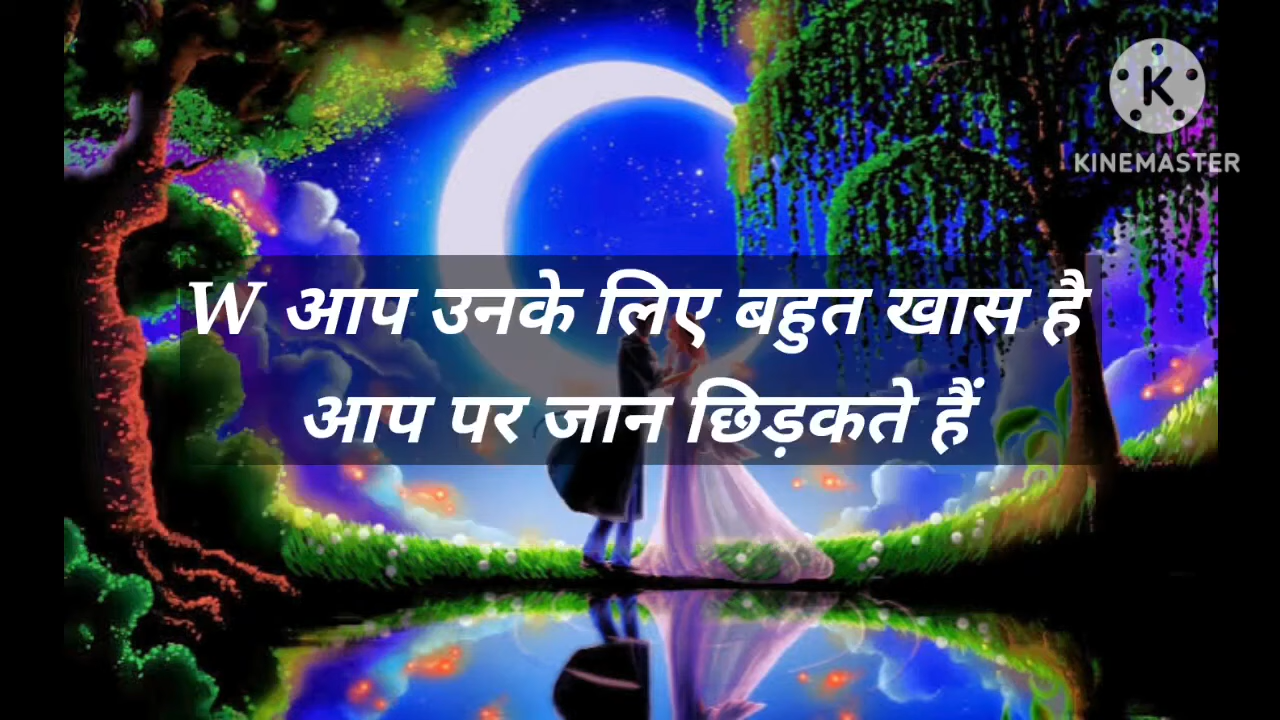 KINEMASTER
W आप उनके लिए बहुत खास है
आप पर जान छिड़कते हैं